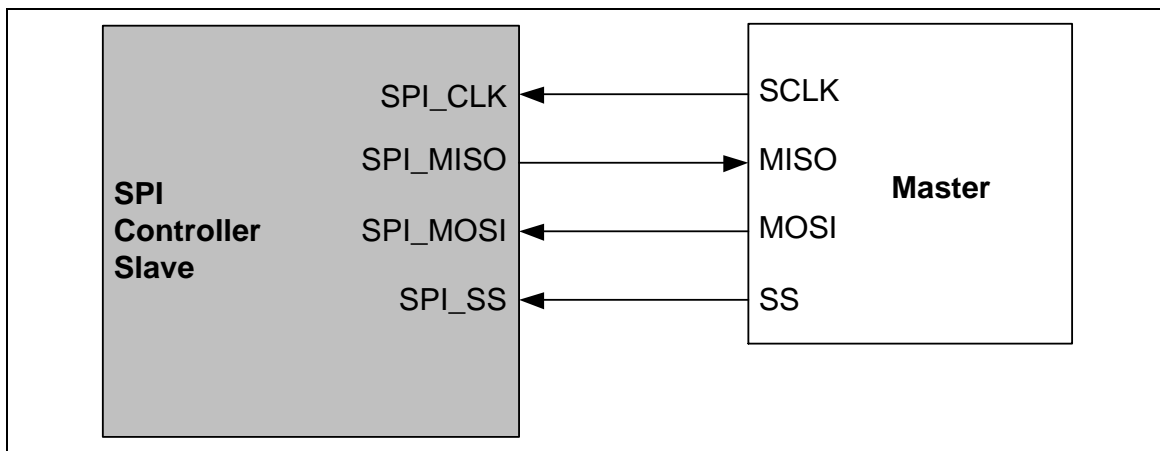 SPI_CLK
SPI_MISO
SPI_MOSI
SPI_SS
SPI
Controller
Slave
SCLK
MISO
MOSI
SS
Master